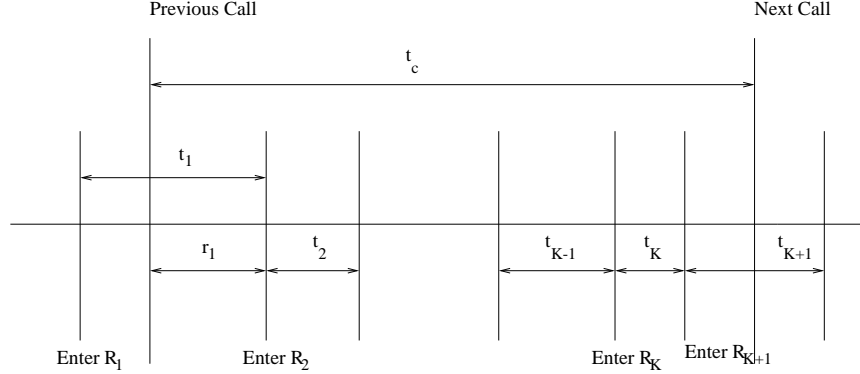 Previous Call
Next Call
t_c
t_1
r_1
t_2
t_{K-1}
t_K
t_{K+1}
Enter R_1
Enter R_2
Enter R_K
Enter R_{K+1}